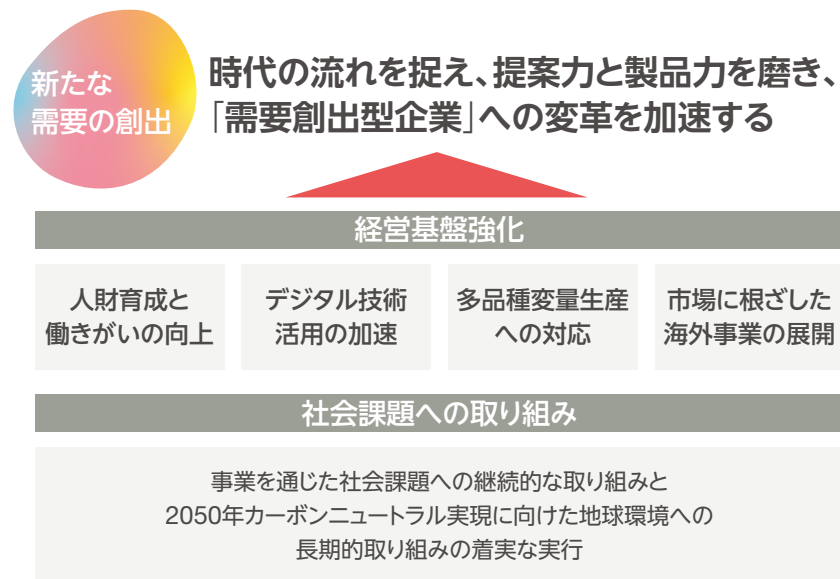 新たな
需要の創出
時代の流れを捉え、提案力と製品力を磨き、
「需要創出型企業」への変革を加速する
経営基盤強化
人財育成と
働きがいの向上
デジタル技術
活用の加速
多品種変量生産
への対応
市場に根ざした
海外事業の展開
社会課題への取り組み
事業を通じた社会課題への継続的な取り組みと
2050年カーボンニュートラル実現に向けた地球環境への
長期的取り組みの着実な実行